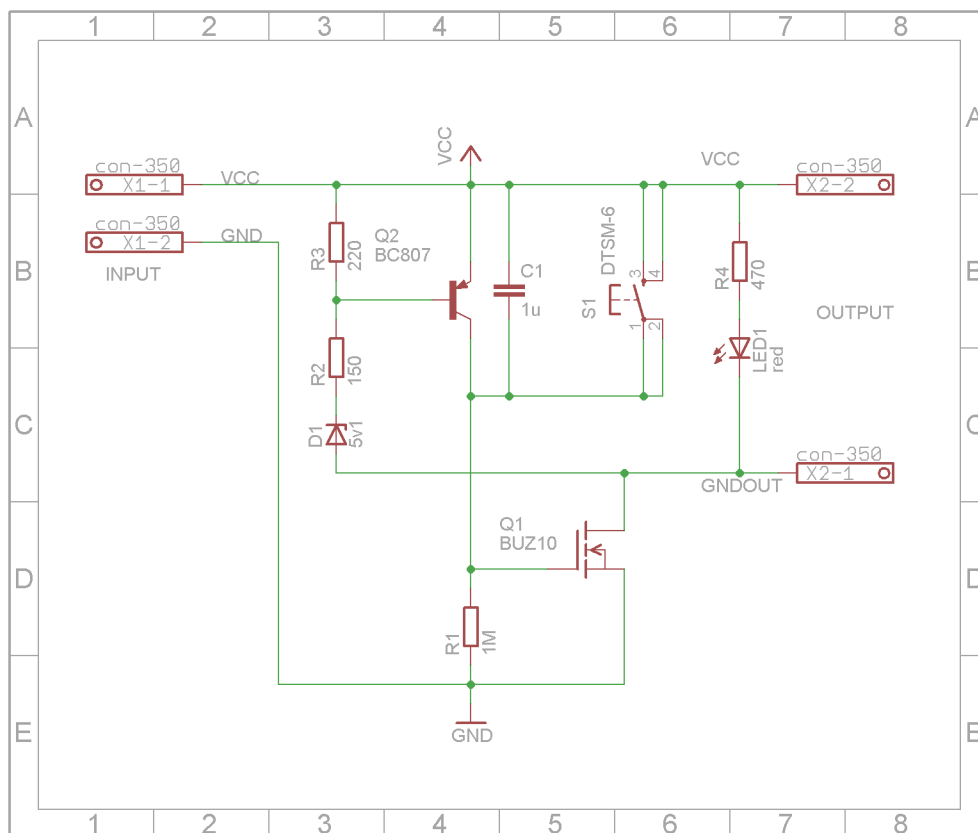 1 2 3 4 5 6 7 8
A A
VCC
con-350
X1-1
VCC
VCC
con-350
X2-2
con-350
X1-2
GND
INPUT
B B
R3
220
Q2
BC807
C1
1u
DTSM-6
S1
3
4
1
2
R4
470
OUTPUT
LED1
red
R2
150
C C
D1
5v1
con-350
X2-1
GNDOUT
Q1
BUZ10
D D
R1
1M
E E
GND
1 2 3 4 5 6 7 8